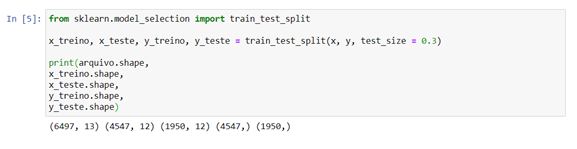 In [5]: from sklearn.model_selection import train_test_split
x_treino, x_teste, y_treino, y_teste = train_test_split(x, y, test_size = 0.3)
print(arquivo.shape,
x_treino.shape,
x_teste.shape,
y_treino.shape,
y_teste.shape)
(6497, 13) (4547, 12) (1950, 12) (4547,) (1950,)